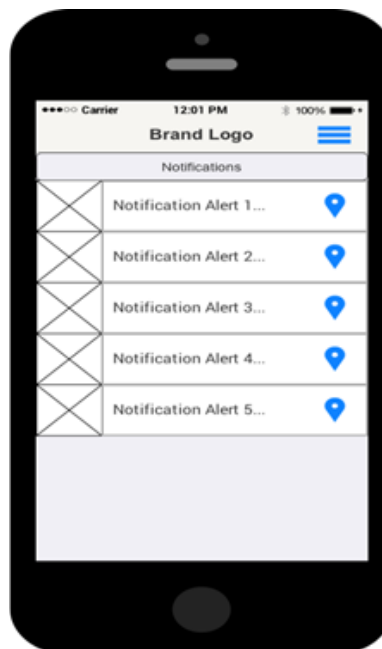 Carrier 12:01 PM 100%
Brand Logo
Notifications
Notification Alert 1...
Notification Alert 2...
Notification Alert 3...
Notification Alert 4...
Notification Alert 5...